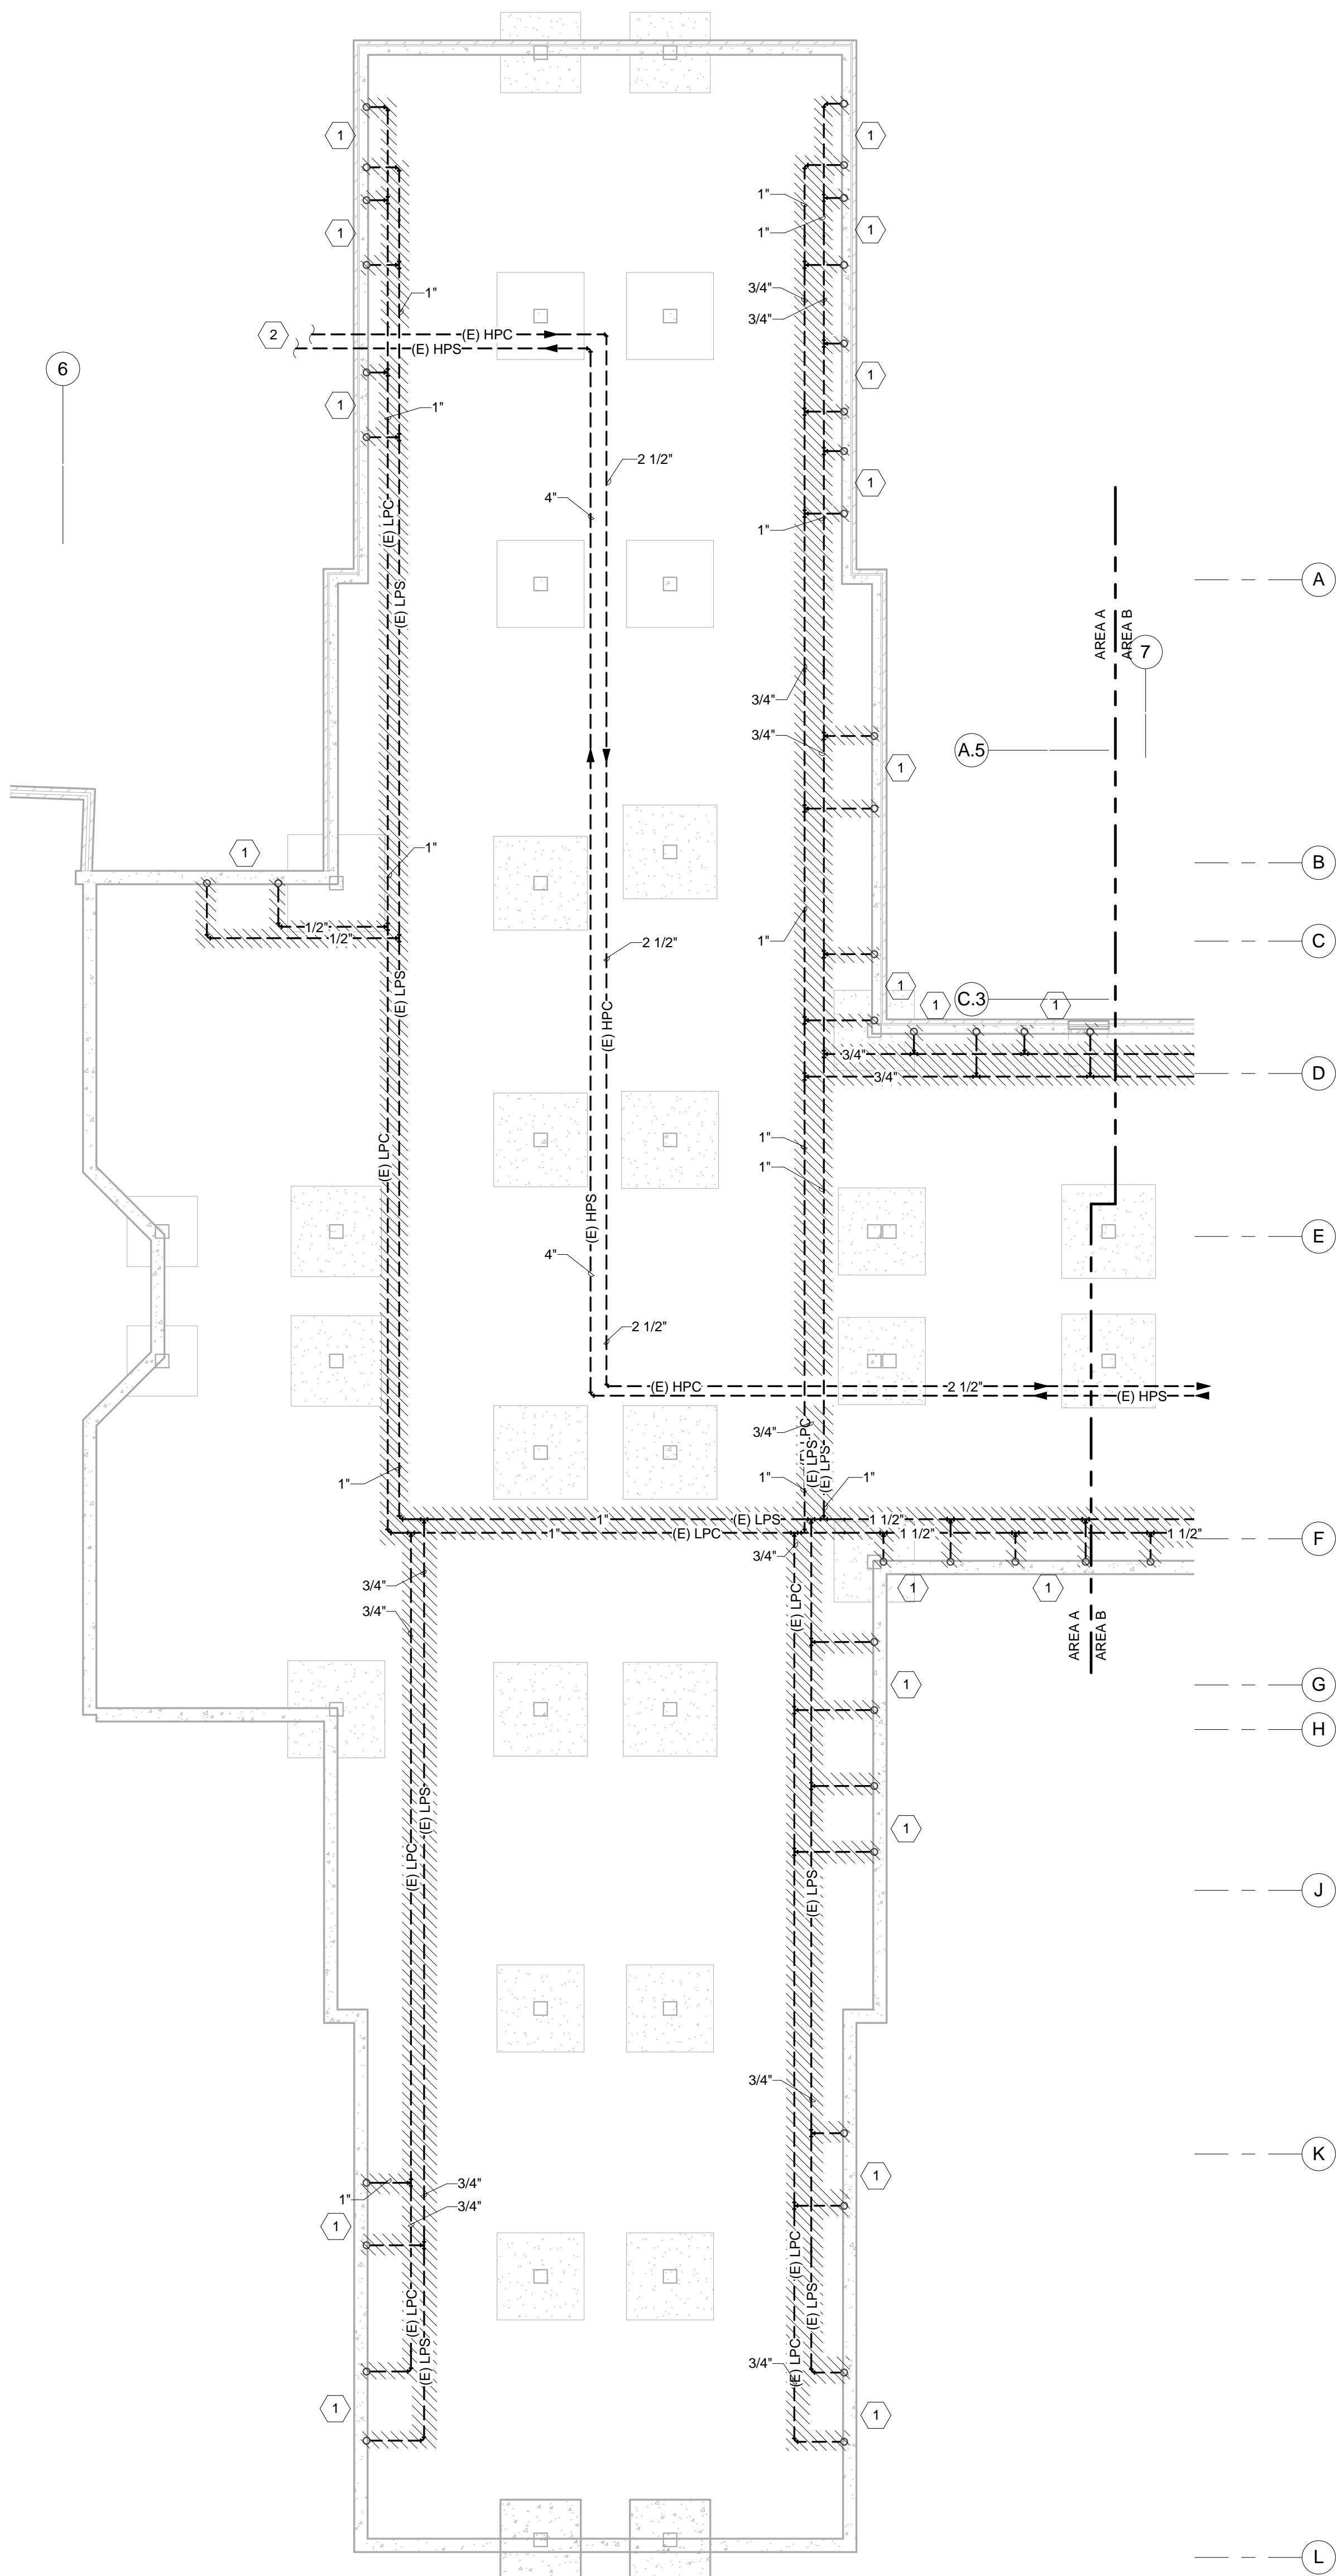 1
1
1
1
1"
1"
3/4"
3/4"
1"
2
(E) HPC
(E) HPS
6
1
1
1"
1
2 1/2"
4"
(E) LPC
1"
(E) LPS
A
AREA A
AREA B
7
3/4"
3/4"
A.5
1
1
1"
B
1/2"
1/2"
1"
2 1/2"
C
(E) LPS
1
1
C.3
1
(E) HPC
3/4"
3/4"
D
(E) LPC
1"
1"
(E) HPS
E
4"
2 1/2"
(E) HPC
2 1/2"
(E) HPS
3/4"
(E) LPS
(E) LPS
1"
1"
1"
1"
(E) LPS
1 1/2"
1"
(E) LPC
1 1/2"
1 1/2"
F
3/4"
3/4"
3/4"
1
1
(E) LPC
AREA A
AREA B
1
G
H
(E) LPS
1
(E) LPC
(E) LPS
J
3/4"
K
1
3/4"
1"
3/4"
1
(E) LPC
(E) LPS
(E) LPC
(E) LPS
3/4"
(E) LPC
1
1
L